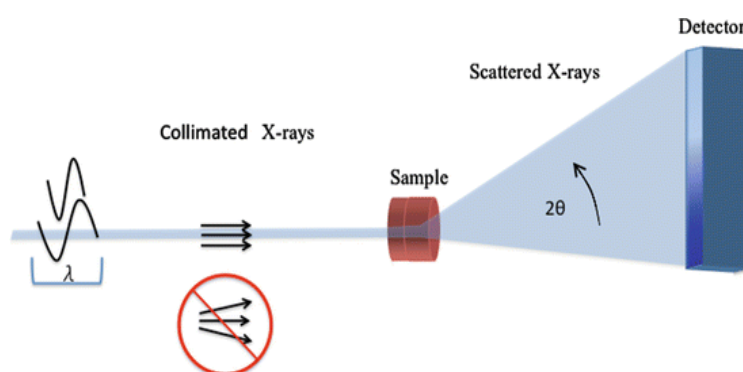 Detector
Scattered X-rays
Collimated X-rays
Sample
2θ
λ